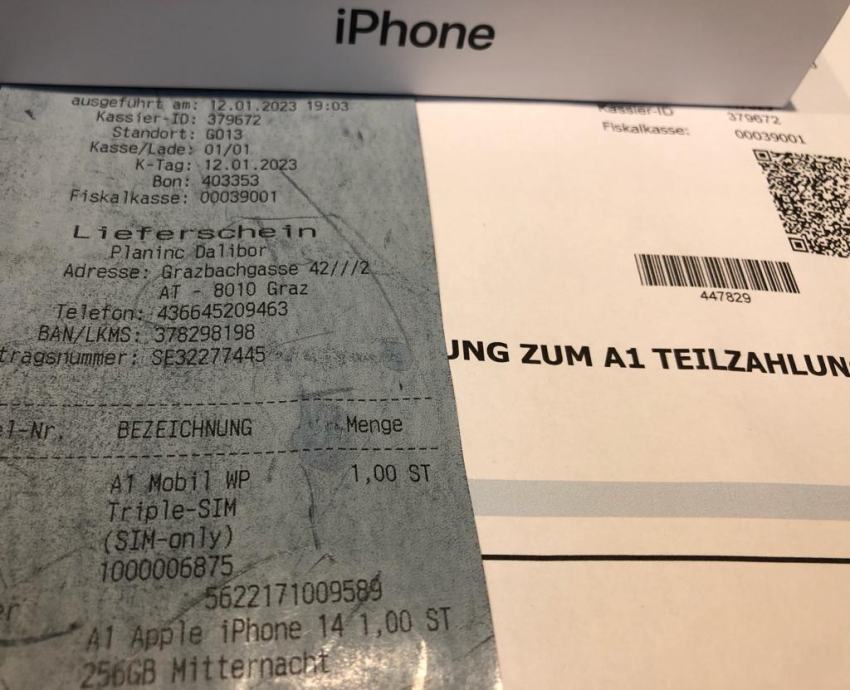 iPhone
ausgeführt am: 12.01.2023 19:03
Kassier-ID: 379672
Standort: G013
Kasse/Lade: 01/01
K-Tag: 12.01.2023
Bon: 403353
Fiskalkasse: 00039001
Lieferschein
Planinc Dalibor
Adresse: Grazbachgasse 42///2
AT - 8010 Graz
Telefon: 436645209463
BAN/LKMS: 378298198
tragsnummer: SE32277445
el-Nr. BEZEICHNUNG Menge
A1 Mobil WP 1,00 ST
Triple-SIM
(SIM-only)
1000006875
5622171009589
er
A1 Apple iPhone 14 1,00 ST
256GB Mitternacht
Kassier-ID 379672
Fiskalkasse: 00039001
447829
UNG ZUM A1 TEILZAHLUN